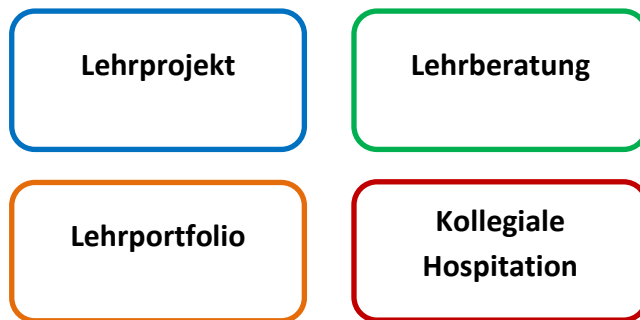 Lehrprojekt
Lehrberatung
Lehrportfolio
Kollegiale
Hospitation